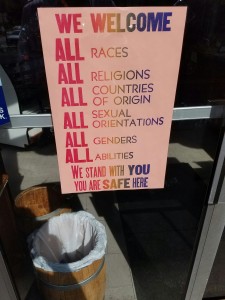 WE WELCOME
ALL RACES
ALL RELIGIONS
ALL COUNTRIES
OF ORIGIN
ALL SEXUAL
ORIENTATIONS
ALL GENDERS
ALL ABILITIES
WE STAND WITH YOU
YOU ARE SAFE HERE